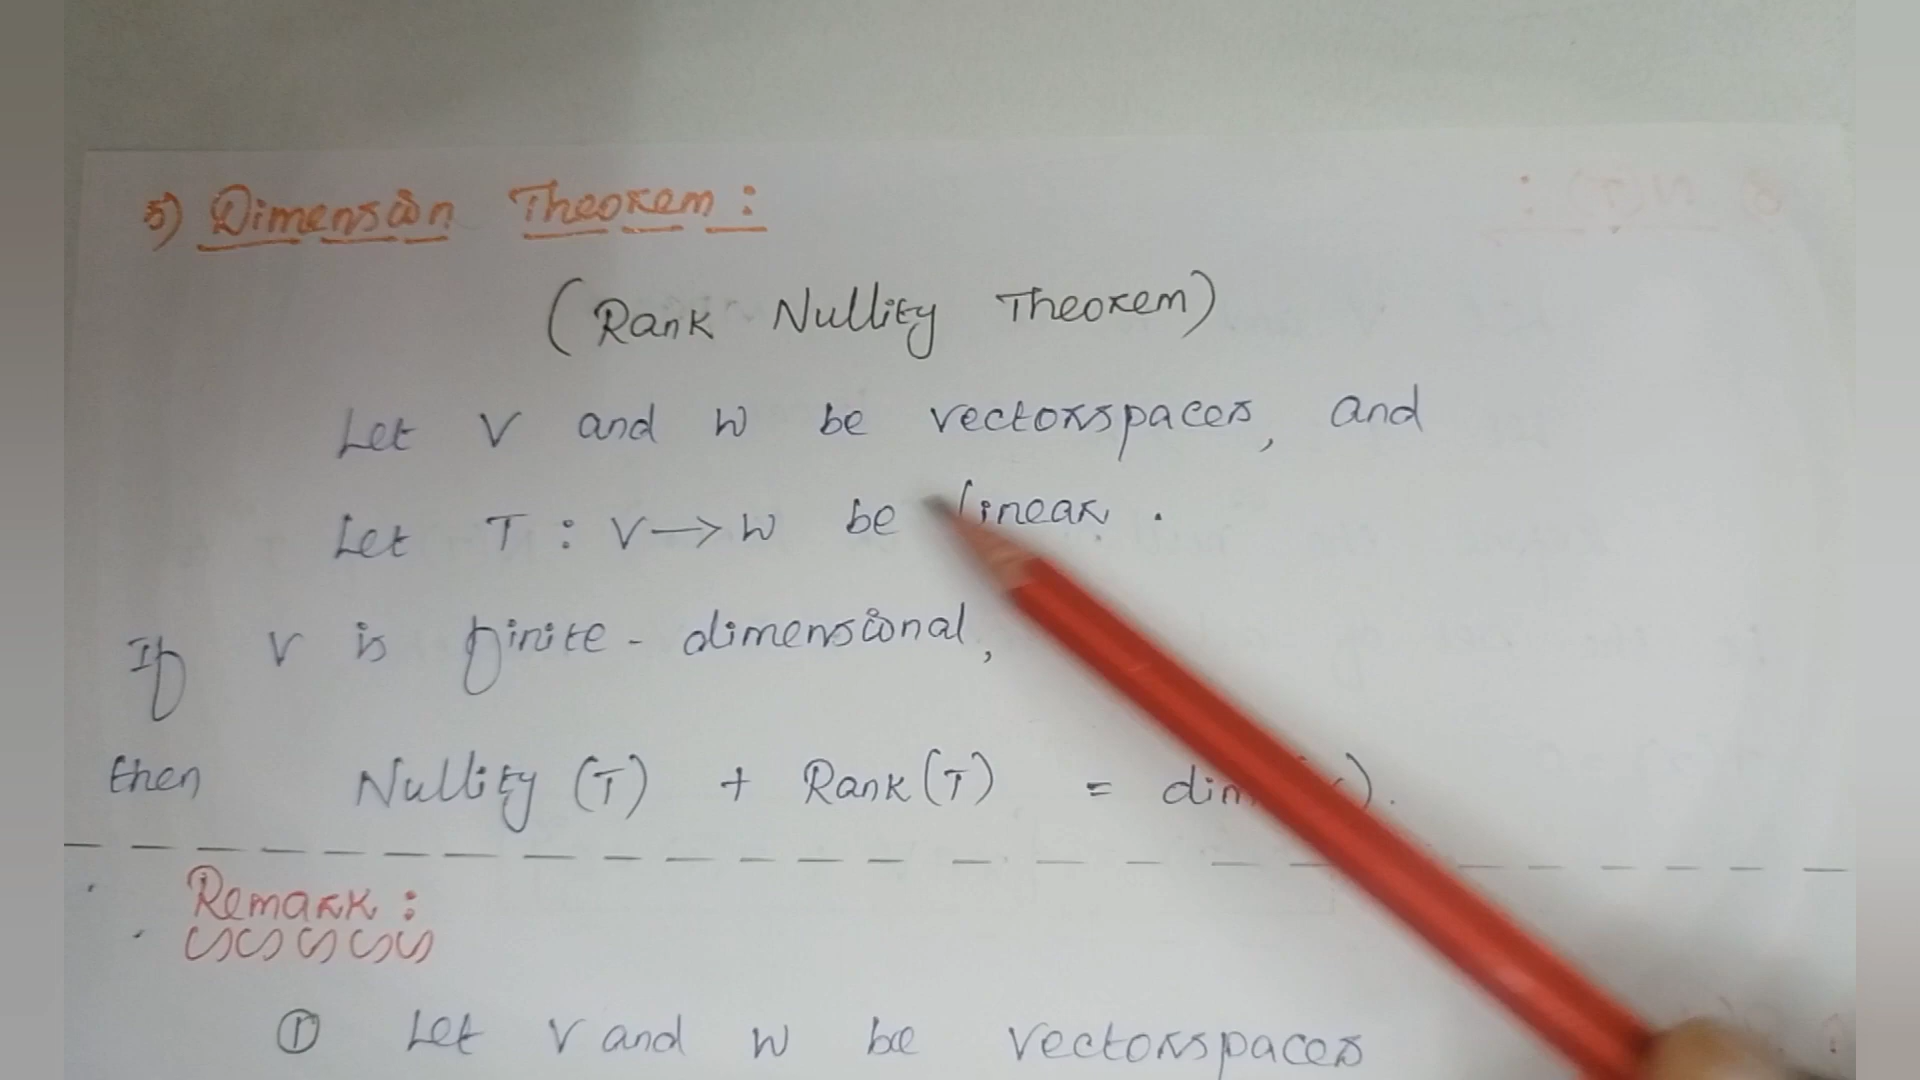 5) Dimension Theorem :
(Rank Nullity Theorem)
Let V and W be vectorspaces, and
Let T : V → W be linear.
If V is finite-dimensional,
then Nullity (T) + Rank (T) = dim (V).
Remark :
① Let V and W be vectorspaces